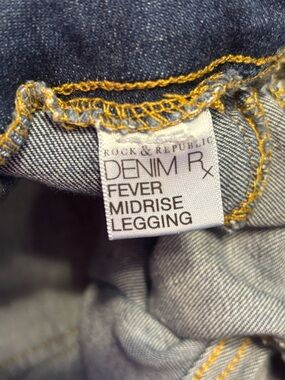 ROCK & REPUBLIC
DENIM Rx
FEVER
MIDRISE
LEGGING